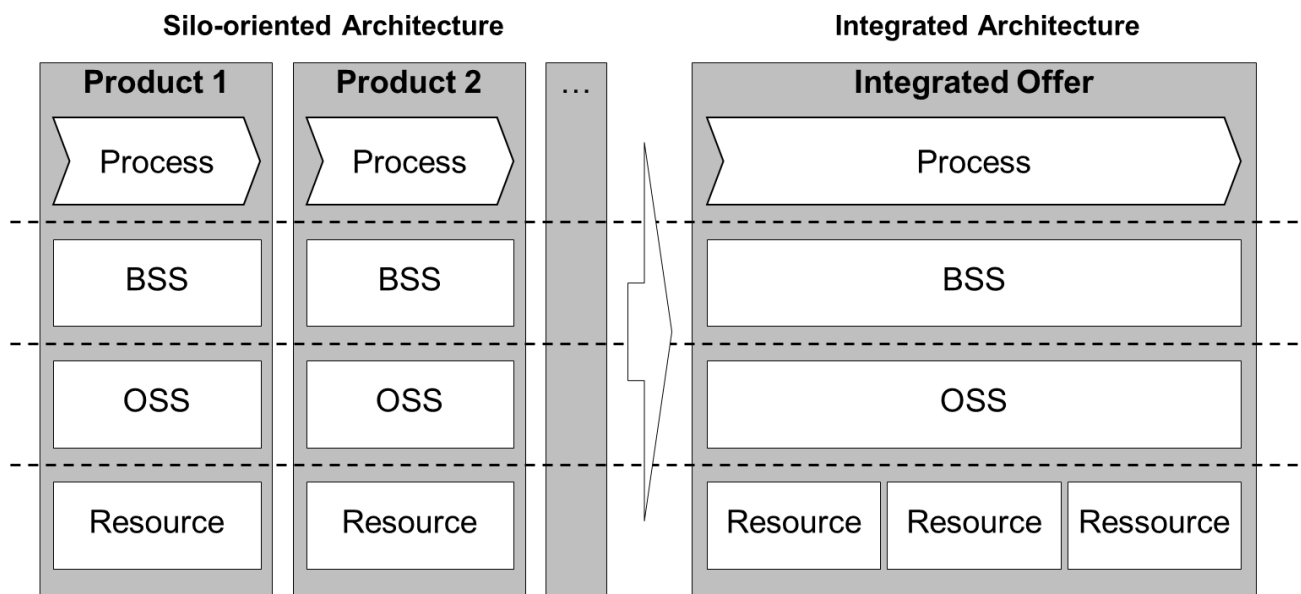 Silo-oriented Architecture
Integrated Architecture
Product 1
Product 2
...
Integrated Offer
Process
Process
Process
BSS
BSS
BSS
OSS
OSS
OSS
Resource
Resource
Resource
Resource
Ressource